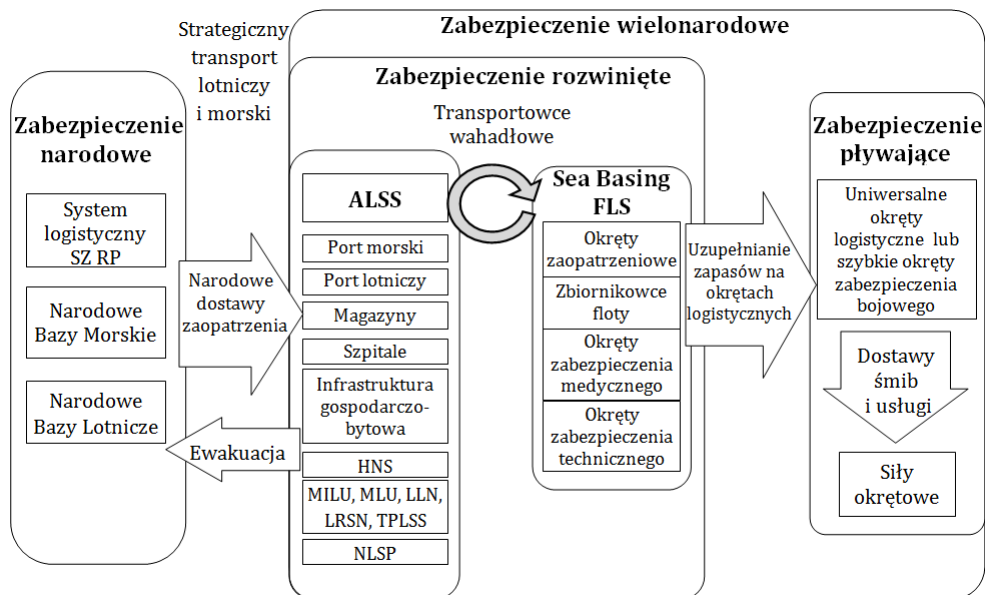 Strategiczny
transport
lotniczy
i morski
Zabezpieczenie wielonarodowe
Zabezpieczenie rozwinięte
Transportowce
wahadłowe
Zabezpieczenie
narodowe
System
logistyczny
SZ RP
Narodowe
Bazy Morskie
Narodowe
Bazy Lotnicze
Narodowe
dostawy
zaopatrzenia
Ewakuacja
ALSS
Port morski
Port lotniczy
Magazyny
Szpitale
Infrastruktura
gospodarczo-
bytowa
HNS
MILU, MLU, LLN,
LRSN, TPLSS
NLSP
Sea Basing
FLS
Okręty
zaopatrzeniowe
Zbiornikowce
floty
Okręty
zabezpieczenia
medycznego
Okręty
zabezpieczenia
technicznego
Uzupełnianie
zapasów na
okrętach
logistycznych
Zabezpieczenie
pływające
Uniwersalne
okręty
logistyczne lub
szybkie okręty
zabezpieczenia
bojowego
Dostawy
śmib
i usługi
Siły
okrętowe